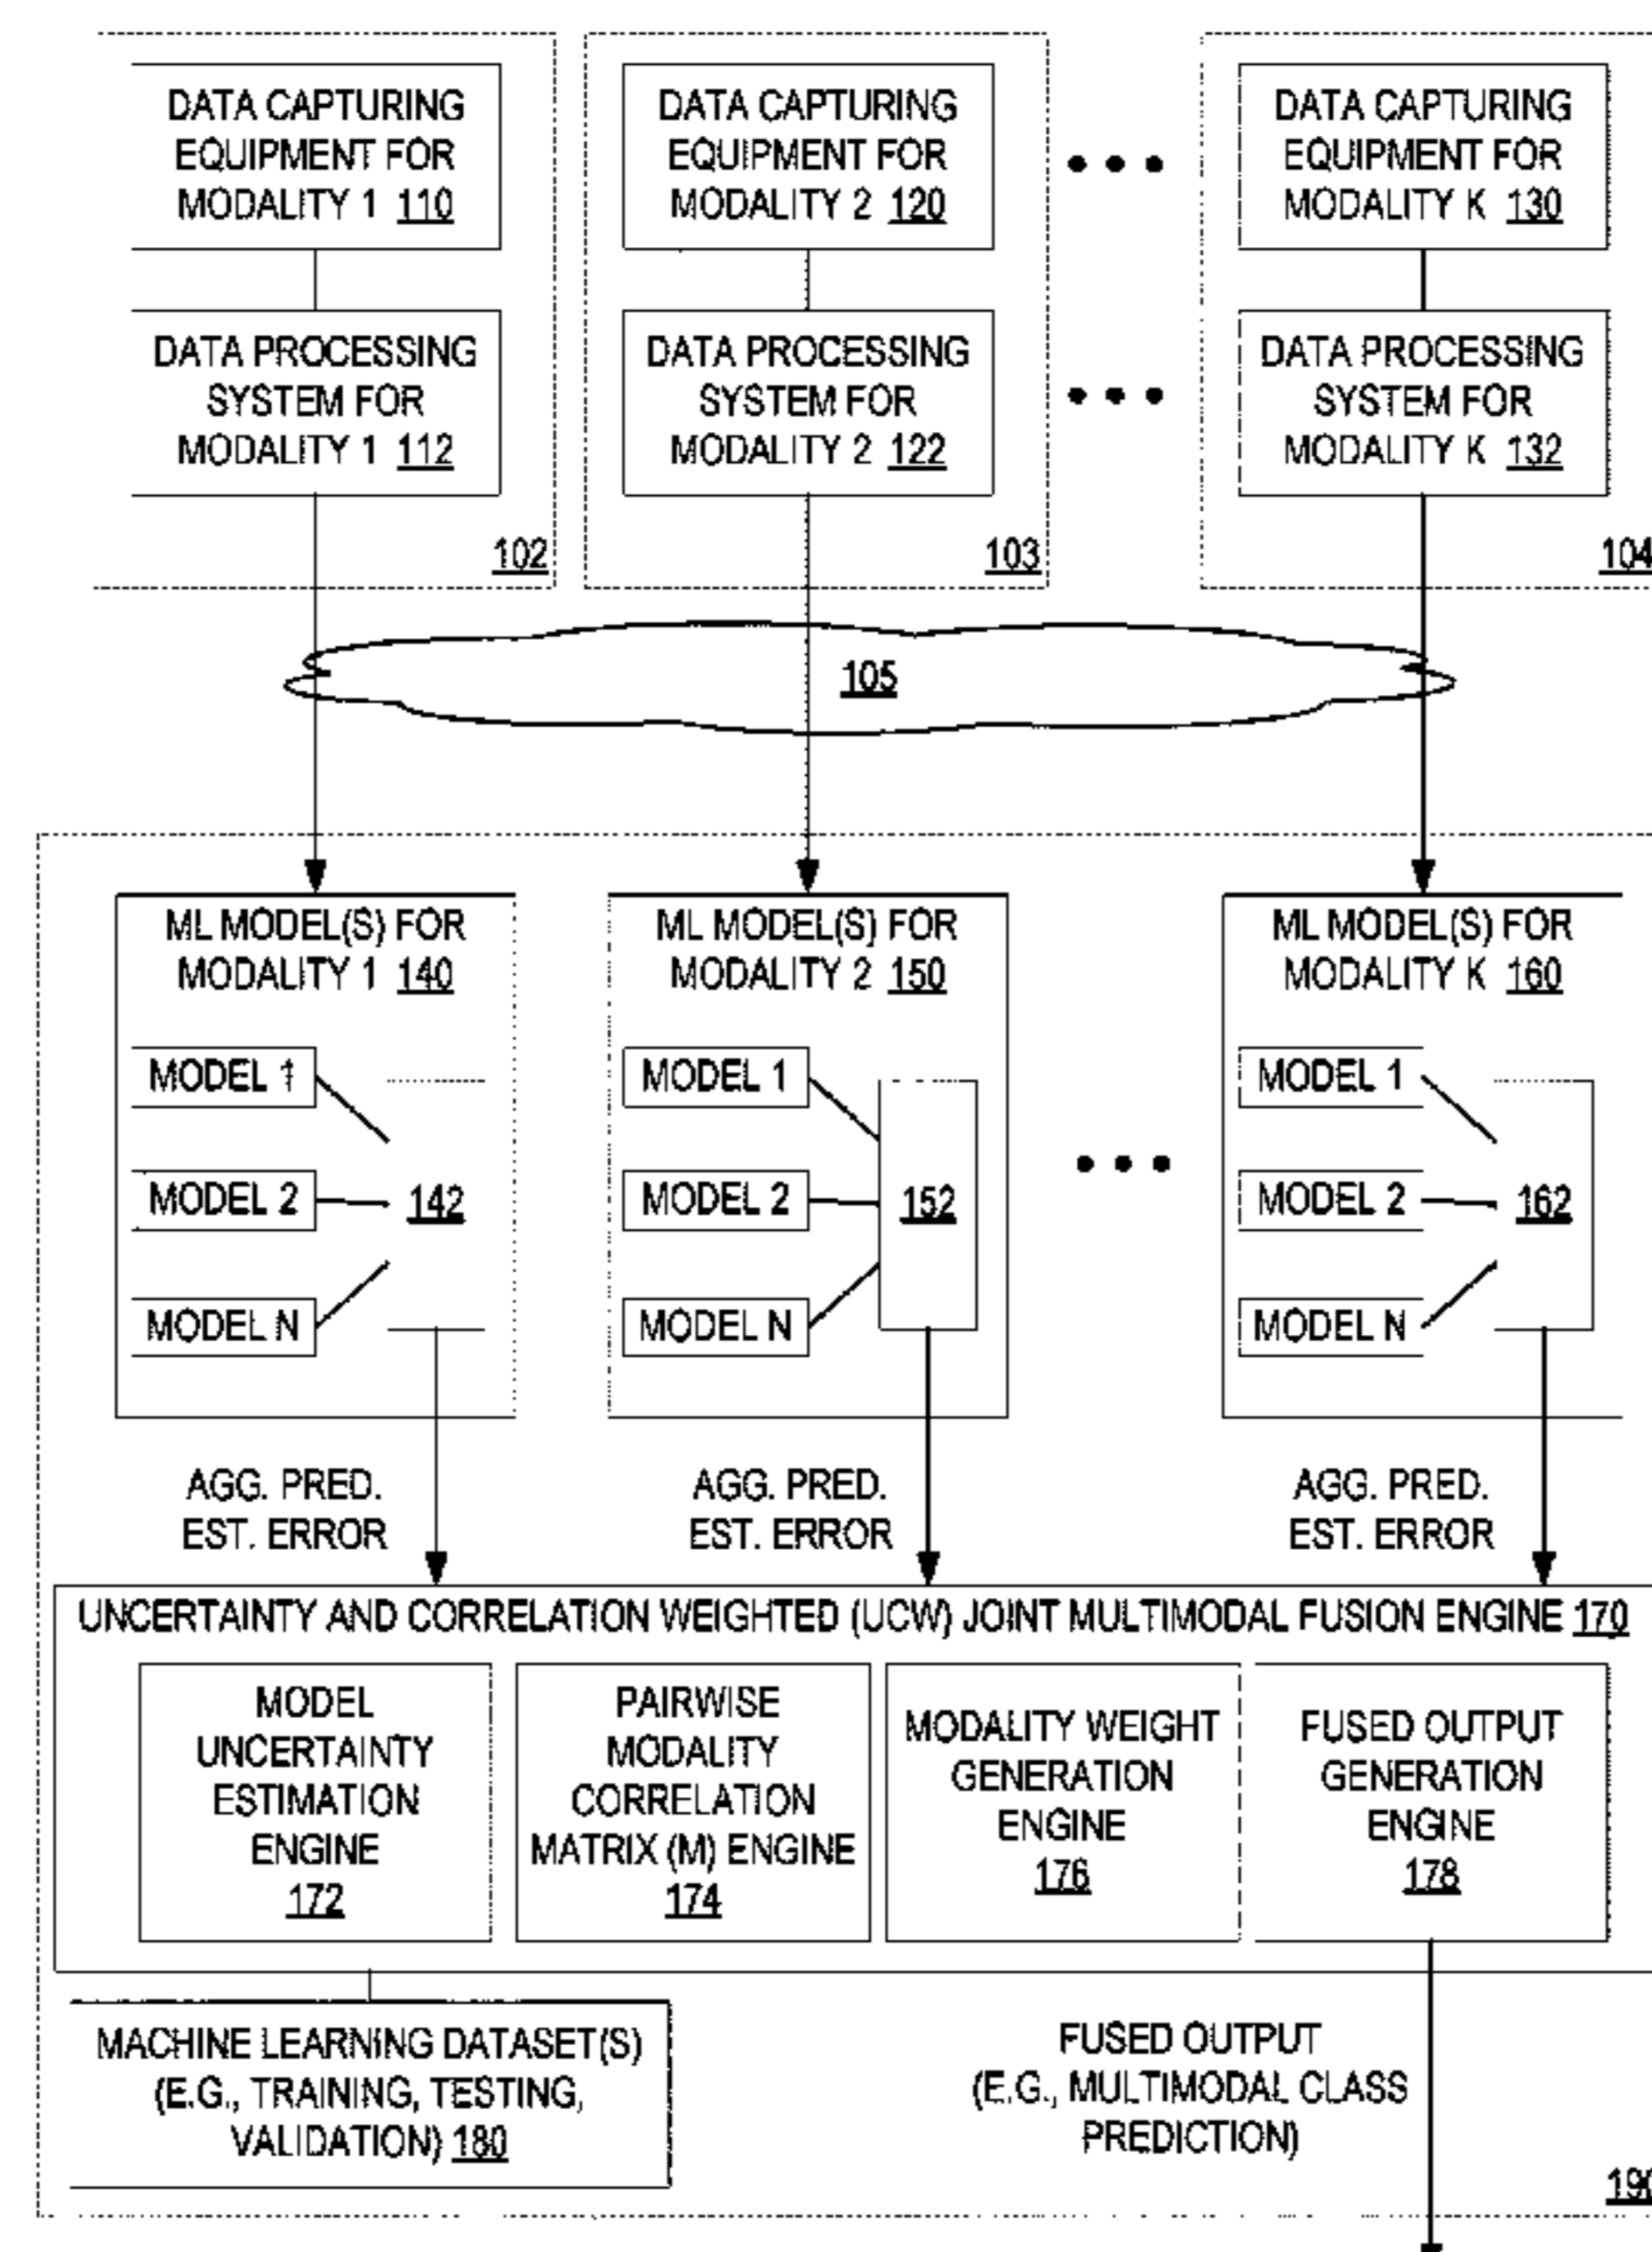 DATA CAPTURING
EQUIPMENT FOR
MODALITY 1 110
DATA CAPTURING
EQUIPMENT FOR
MODALITY 2 120
DATA CAPTURING
EQUIPMENT FOR
MODALITY K 130
DATA PROCESSING
SYSTEM FOR
MODALITY 1 112
DATA PROCESSING
SYSTEM FOR
MODALITY 2 122
DATA PROCESSING
SYSTEM FOR
MODALITY K 132
102
103
104
105
ML MODEL(S) FOR
MODALITY 1 140
MODEL 1
MODEL 2
MODEL N
142
ML MODEL(S) FOR
MODALITY 2 150
MODEL 1
MODEL 2
MODEL N
152
ML MODEL(S) FOR
MODALITY K 160
MODEL 1
MODEL 2
MODEL N
162
AGG. PRED.
EST. ERROR
AGG. PRED.
EST. ERROR
AGG. PRED.
EST. ERROR
UNCERTAINTY AND CORRELATION WEIGHTED (UCW) JOINT MULTIMODAL FUSION ENGINE 170
MODEL
UNCERTAINTY
ESTIMATION
ENGINE
172
PAIRWISE
MODALITY
CORRELATION
MATRIX (M) ENGINE
174
MODALITY WEIGHT
GENERATION
ENGINE
176
FUSED OUTPUT
GENERATION
ENGINE
178
MACHINE LEARNING DATASET(S)
(E.G., TRAINING, TESTING,
VALIDATION) 180
FUSED OUTPUT
(E.G., MULTIMODAL CLASS
PREDICTION)
190